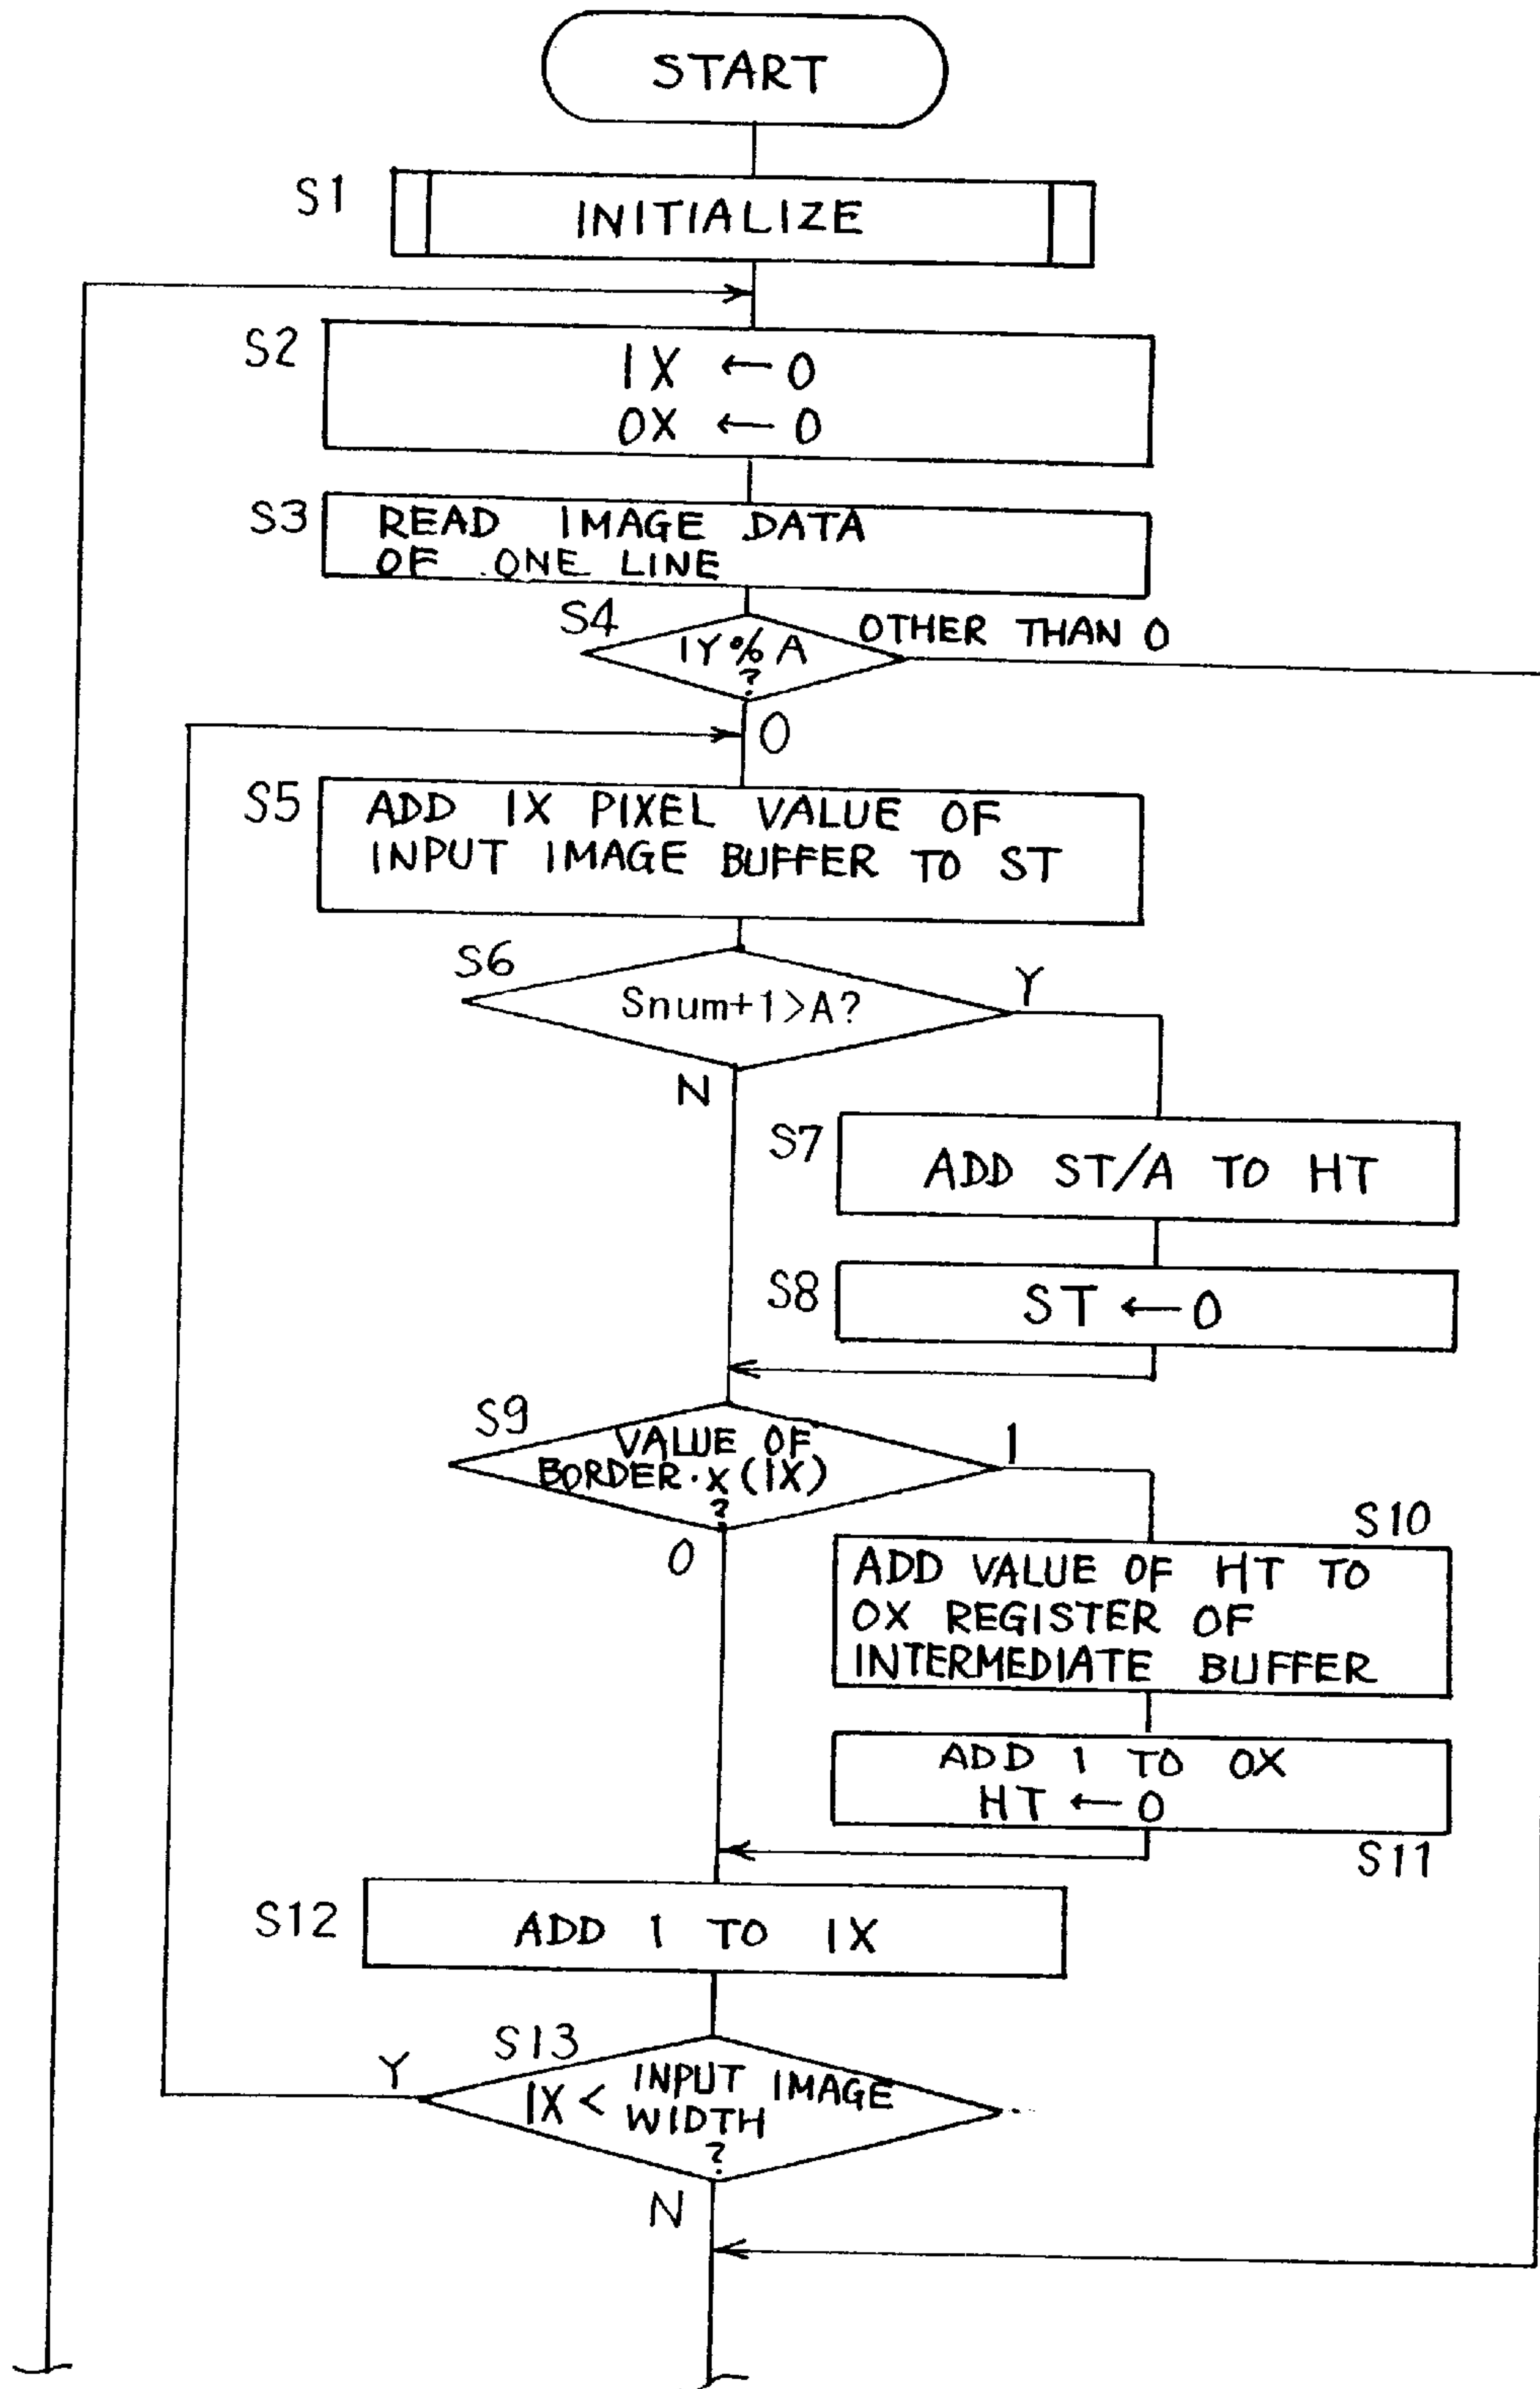 START
S1
INITIALIZE
S2
IX ← 0
OX ← 0
S3
READ IMAGE DATA
OF ONE LINE
S4
IY % A
?
OTHER THAN 0
0
S5
ADD IX PIXEL VALUE OF
INPUT IMAGE BUFFER TO ST
S6
Snum+1>A?
Y
N
S7
ADD ST/A TO HT
S8
ST ← 0
S9
VALUE OF
BORDER·X(IX)
?
1
0
S10
ADD VALUE OF HT TO
OX REGISTER OF
INTERMEDIATE BUFFER
ADD 1 TO OX
HT ← 0
S11
S12
ADD 1 TO IX
S13
Y
IX < INPUT IMAGE
WIDTH
?
N